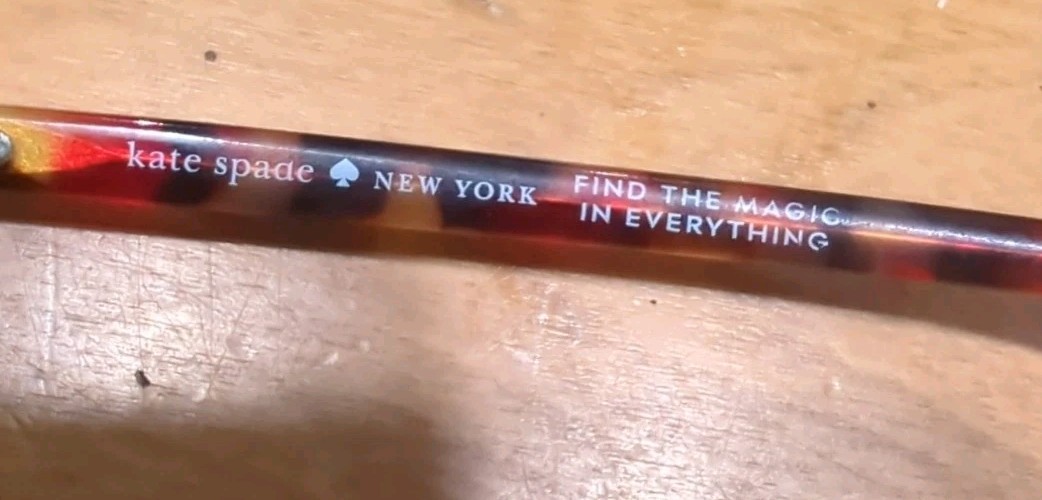 kate spade ♠ NEW YORK
FIND THE MAGIC
IN EVERYTHING